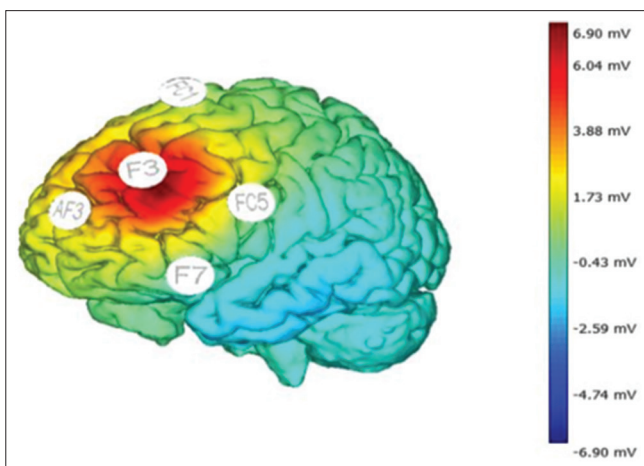 F3
AF3
FC5
F7
6.90 mV
6.04 mV
3.88 mV
1.73 mV
-0.43 mV
-2.59 mV
-4.74 mV
-6.90 mV